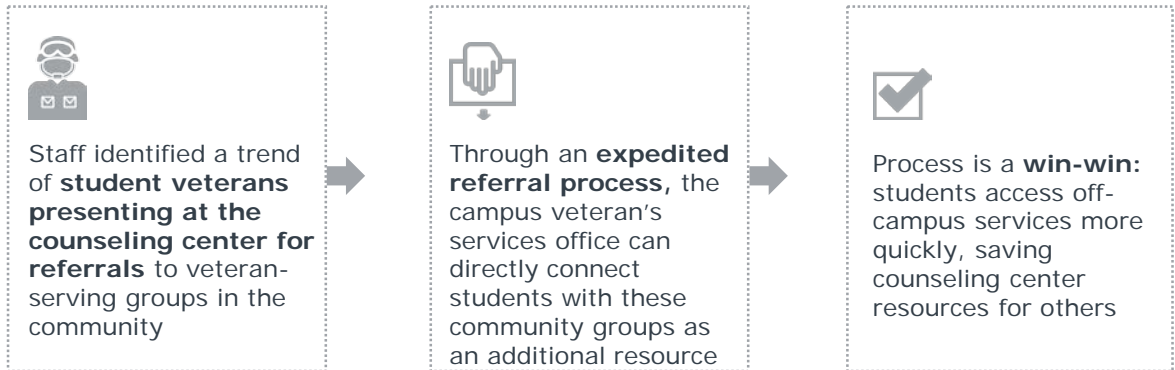 Staff identified a trend
of student veterans
presenting at the
counseling center for
referrals to veteran-
serving groups in the
community
Through an expedited
referral process, the
campus veteran's
services office can
directly connect
students with these
community groups as
an additional resource
Process is a win-win:
students access off-
campus services more
quickly, saving
counseling center
resources for others